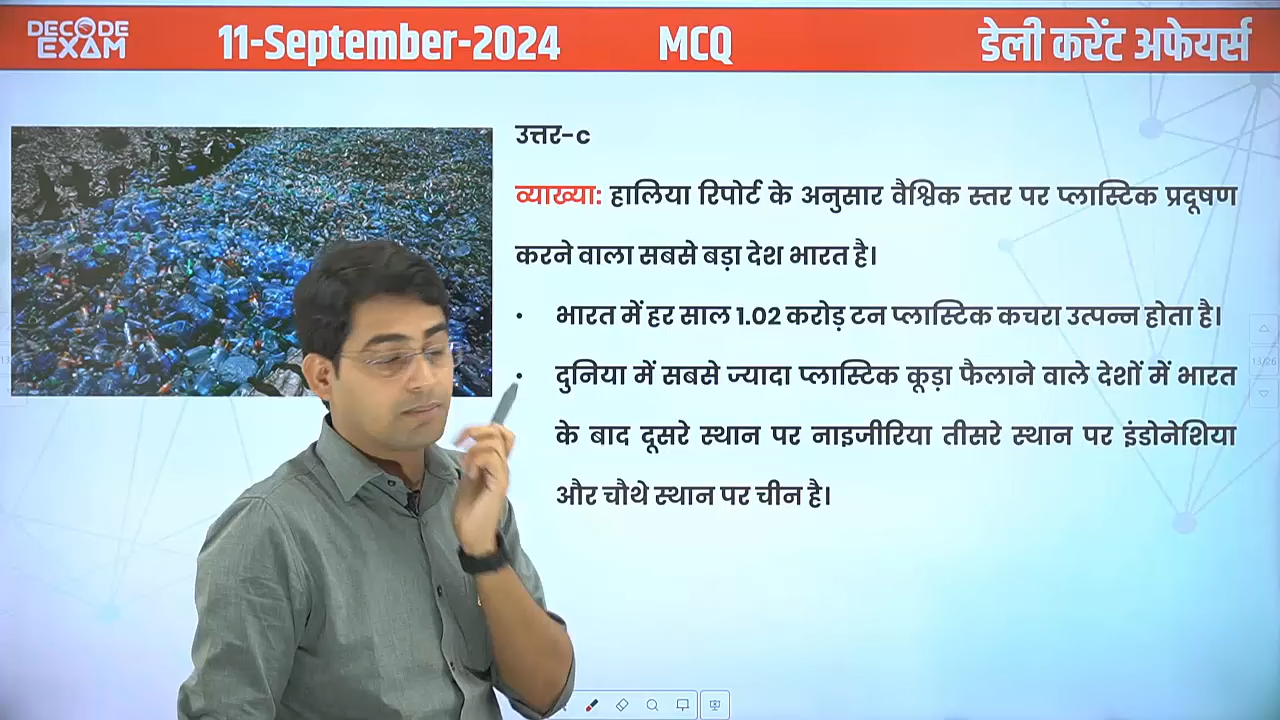 DECODE EXAM
11-September-2024
MCQ
डेली करेंट अफेयर्स
उत्तर-c
व्याख्या: हालिया रिपोर्ट के अनुसार वैश्विक स्तर पर प्लास्टिक प्रदूषण
करने वाला सबसे बड़ा देश भारत है।
• भारत में हर साल 1.02 करोड़ टन प्लास्टिक कचरा उत्पन्न होता है।
• दुनिया में सबसे ज्यादा प्लास्टिक कूड़ा फैलाने वाले देशों में भारत
के बाद दूसरे स्थान पर नाइजीरिया तीसरे स्थान पर इंडोनेशिया
और चौथे स्थान पर चीन है।
13/26